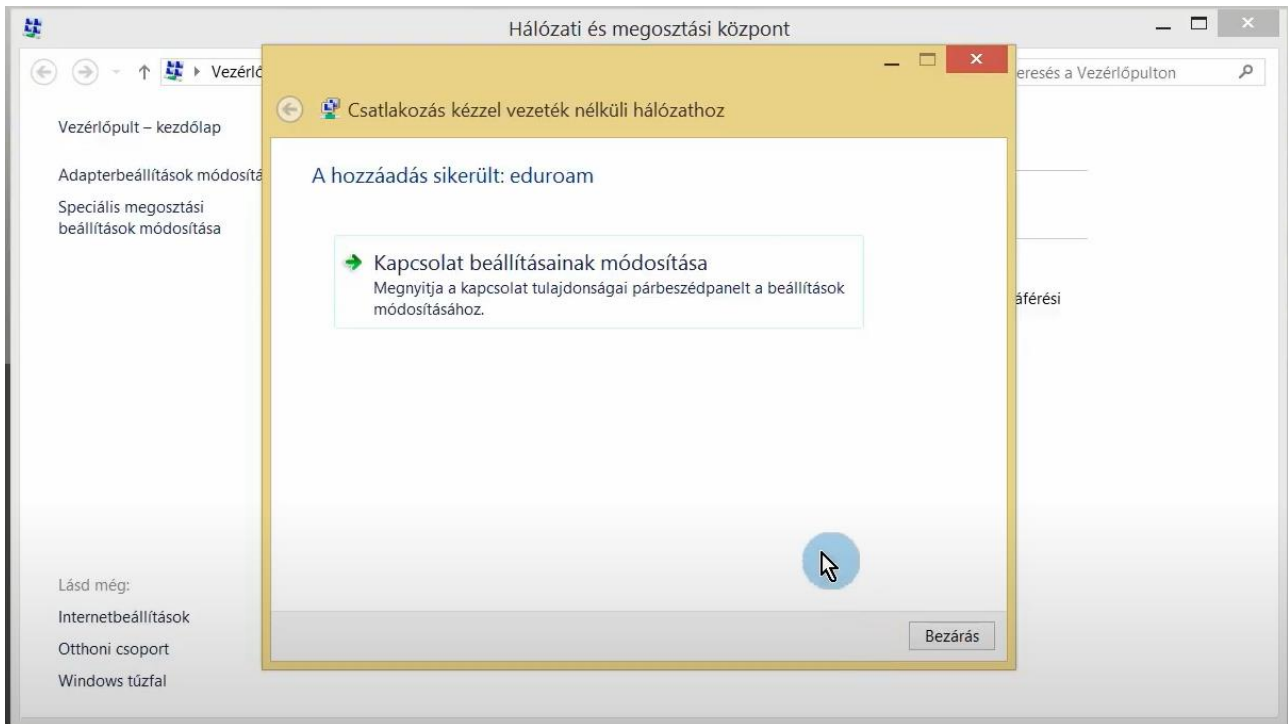 Hálózati és megosztási központ
Csatlakozás kézzel vezeték nélküli hálózathoz
Vezérlőpult – kezdőlap
Adapterbeállítások módosítá
Speciális megosztási
beállítások módosítása
A hozzáadás sikerült: eduroam
Kapcsolat beállításainak módosítása
Megnyitja a kapcsolat tulajdonságai párbeszédpanelt a beállítások
módosításához.
Vezérlő
eresés a Vezérlőpulton
áférési
Lásd még:
Internetbeállítások
Otthoni csoport
Windows tűzfal
Bezárás